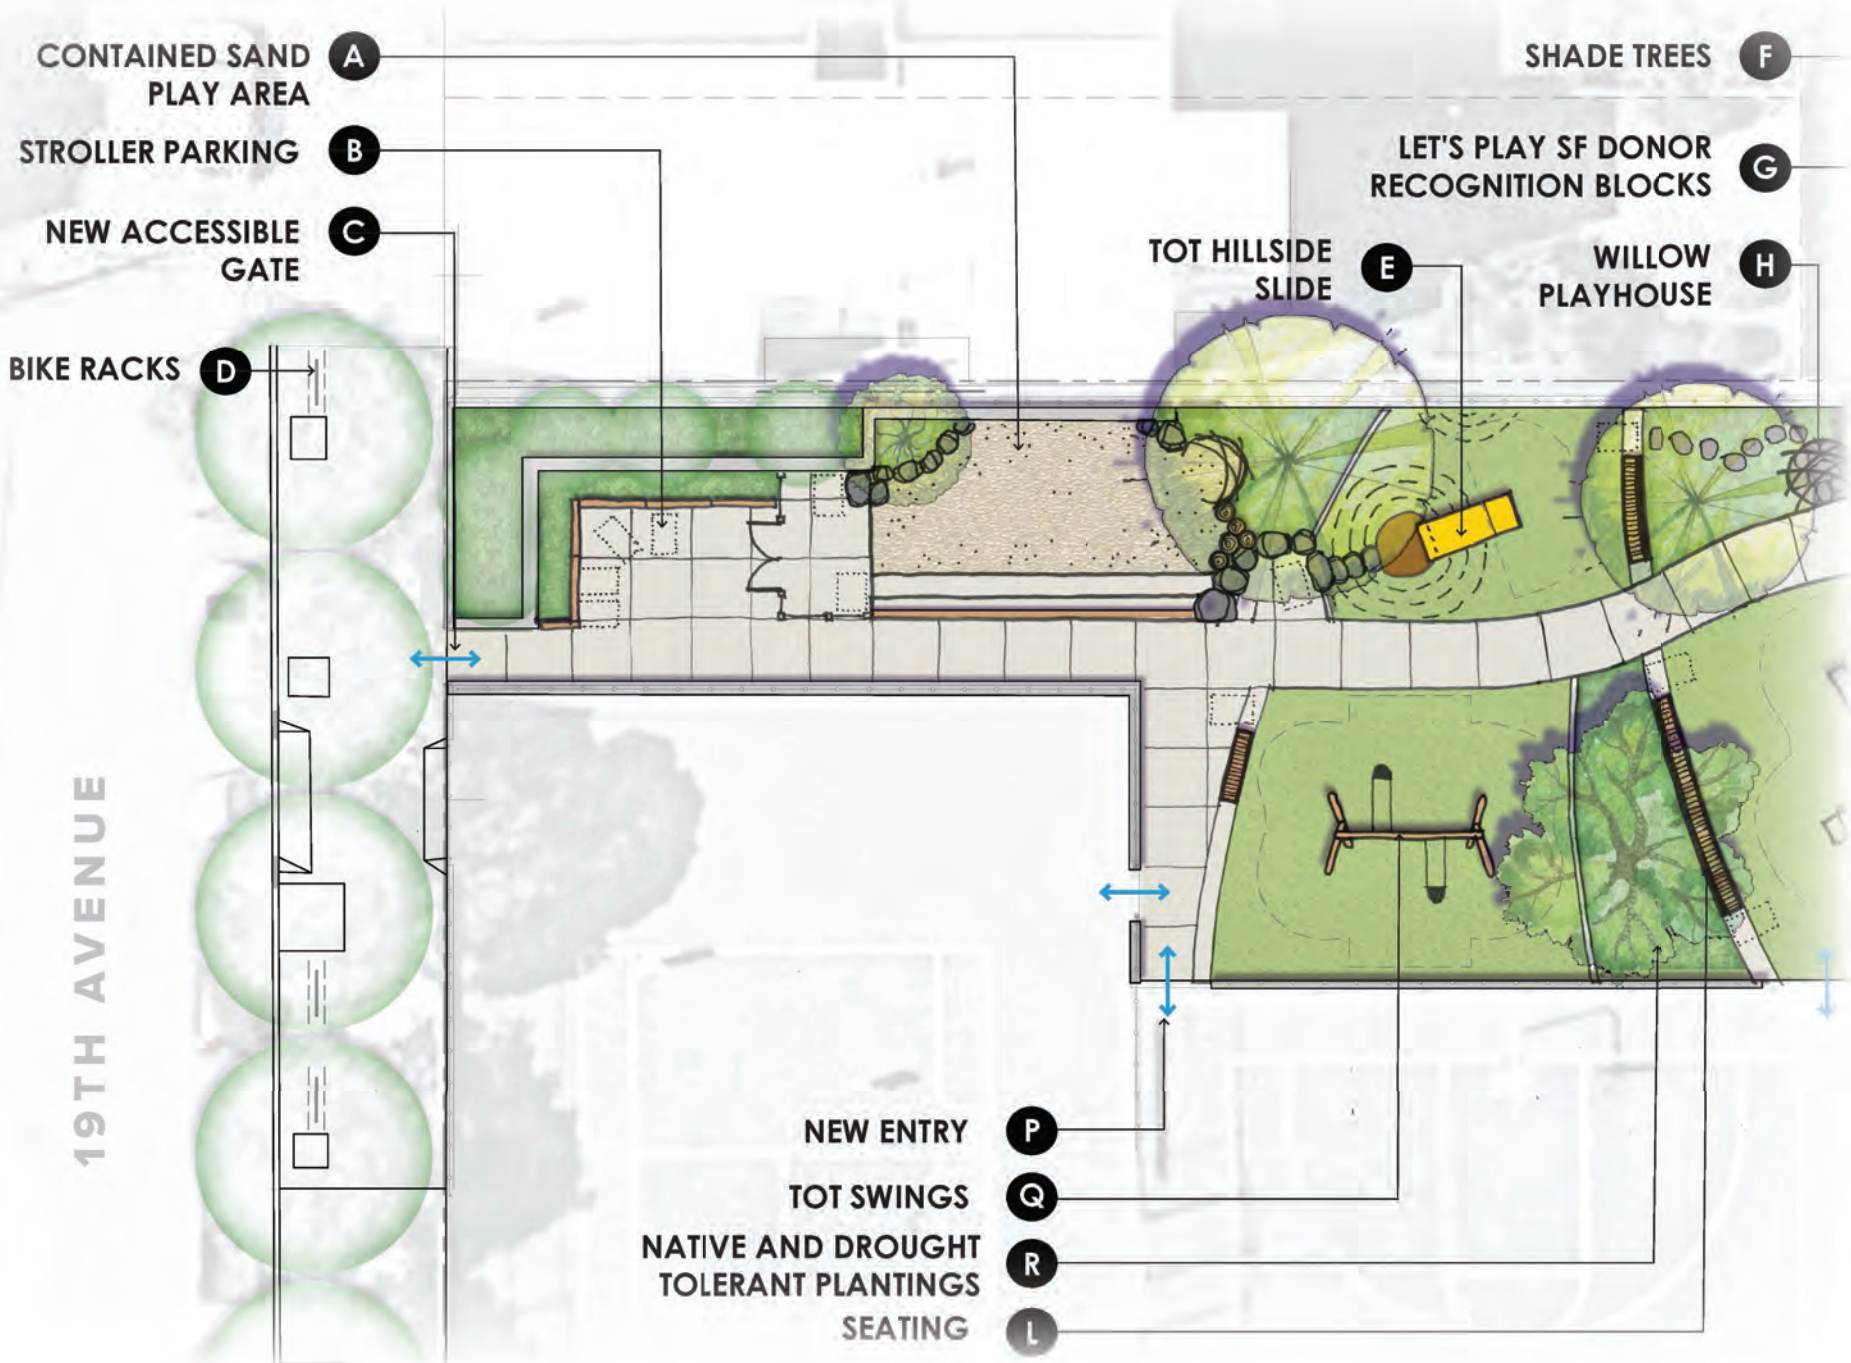 CONTAINED SAND
PLAY AREA
A
STROLLER PARKING
B
NEW ACCESSIBLE
GATE
C
BIKE RACKS
D
TOT HILLSIDE
SLIDE
E
SHADE TREES
F
LET'S PLAY SF DONOR
RECOGNITION BLOCKS
G
WILLOW
PLAYHOUSE
H
19TH AVENUE
NEW ENTRY
P
TOT SWINGS
Q
NATIVE AND DROUGHT
TOLERANT PLANTINGS
R
SEATING
L